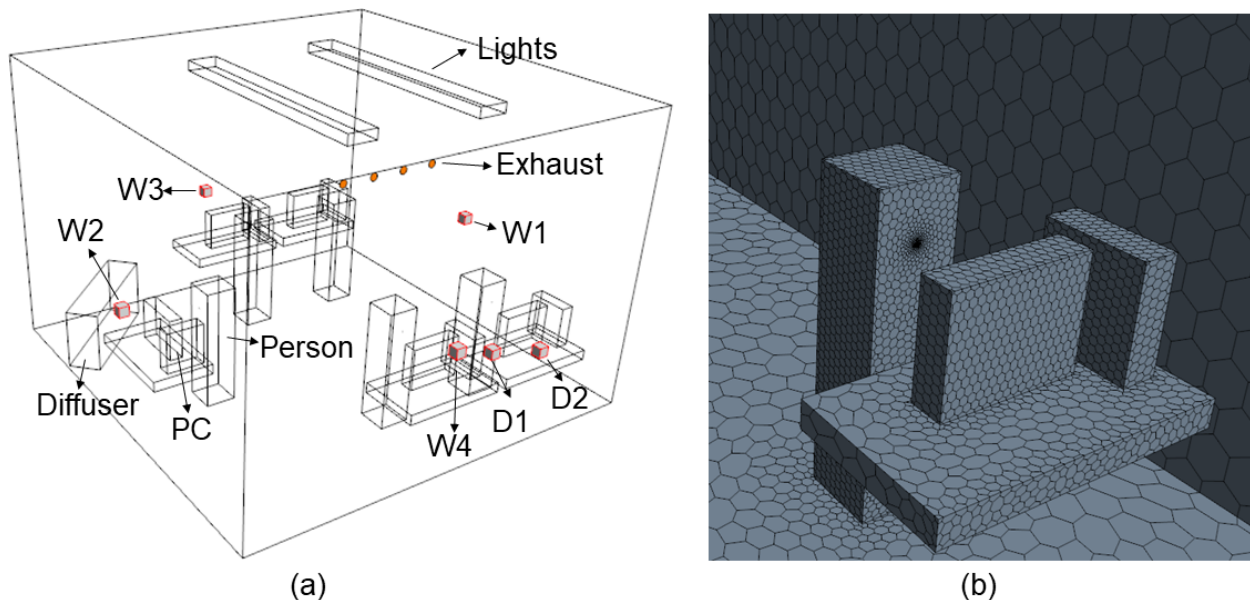 Lights
Exhaust
W3
W1
W2
Person
Diffuser
PC
D2
D1
W4
(a)
(b)